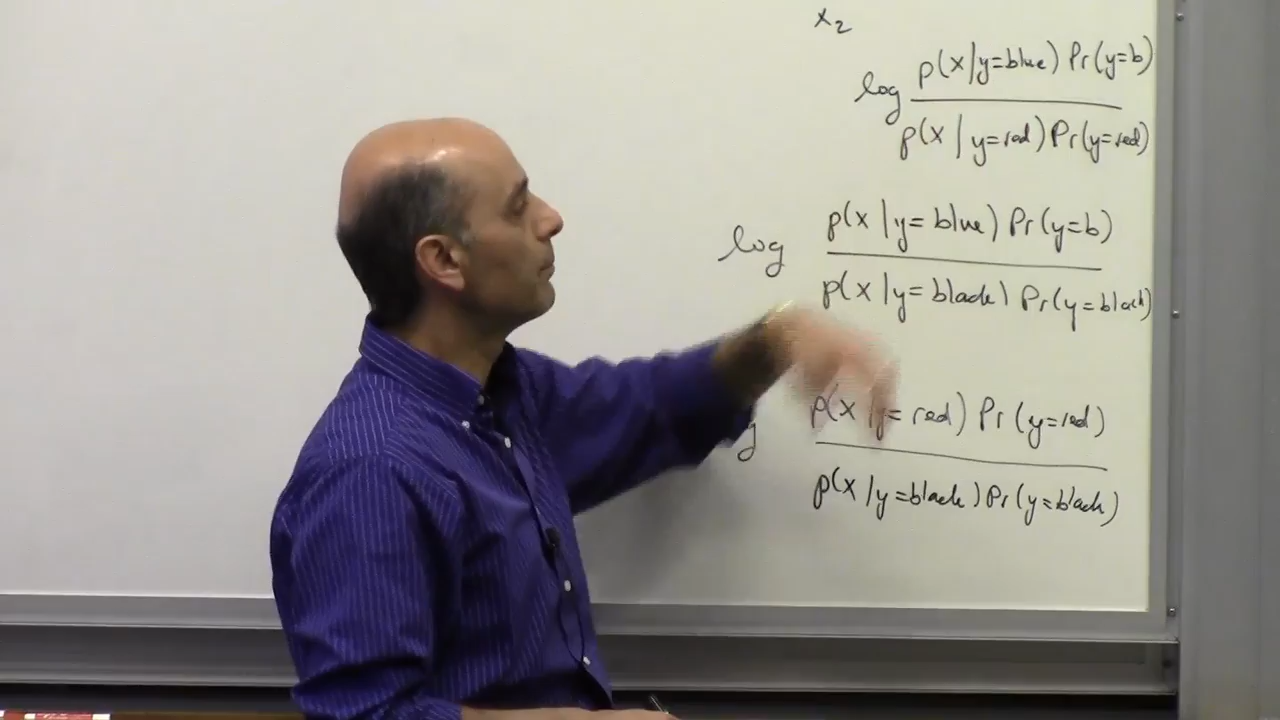 x₂
log p(x|y=blue) Pr(y=b)
p(x|y=red) Pr(y=red)
log p(x|y=blue) Pr(y=b)
p(x|y=black) Pr(y=black)
g p(x|y=red) Pr(y=red)
p(x|y=black) Pr(y=black)